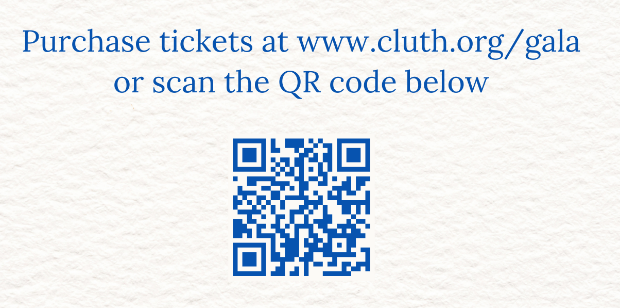 Purchase tickets at www.cluth.org/gala
or scan the QR code below